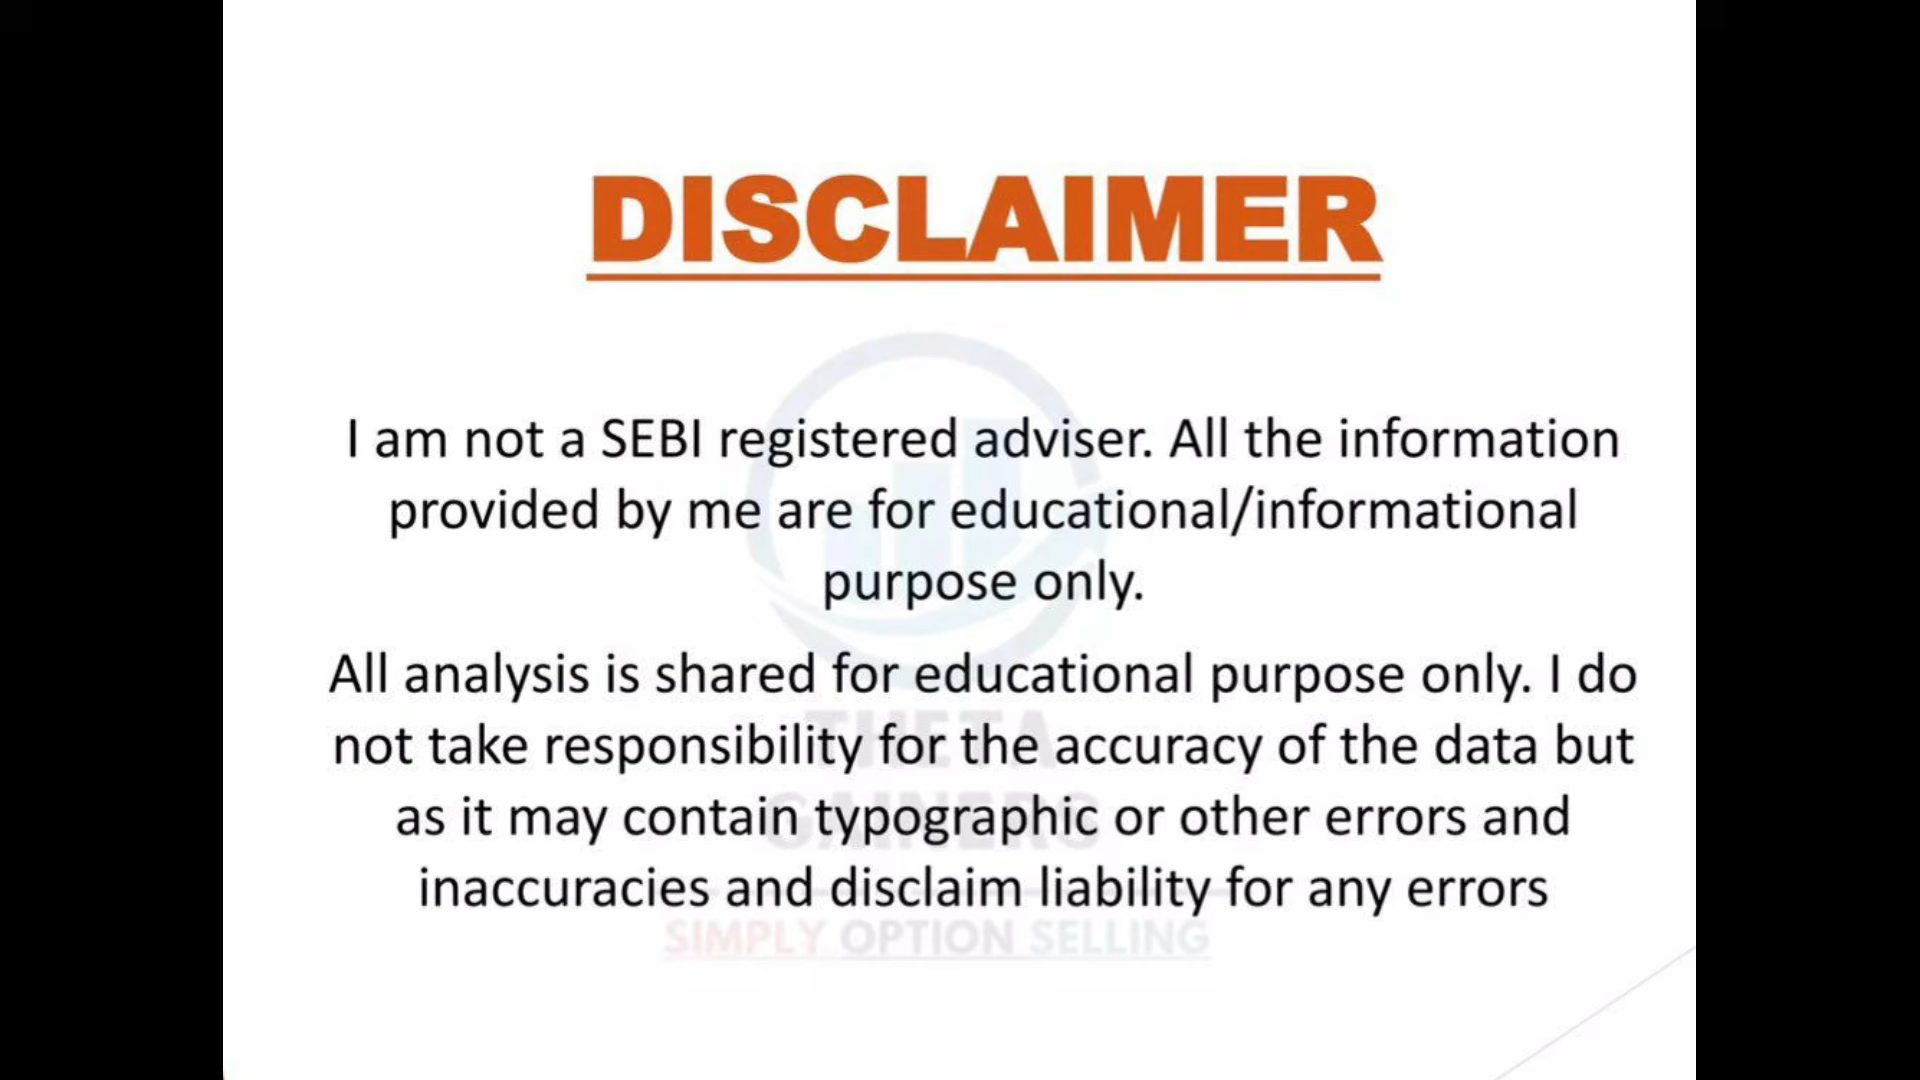 DISCLAIMER
I am not a SEBI registered adviser. All the information
provided by me are for educational/informational
purpose only.
All analysis is shared for educational purpose only. I do
not take responsibility for the accuracy of the data but
THETA
as it may contain typographic or other errors and
GAINERS
inaccuracies and disclaim liability for any errors
SIMPLY OPTION SELLING